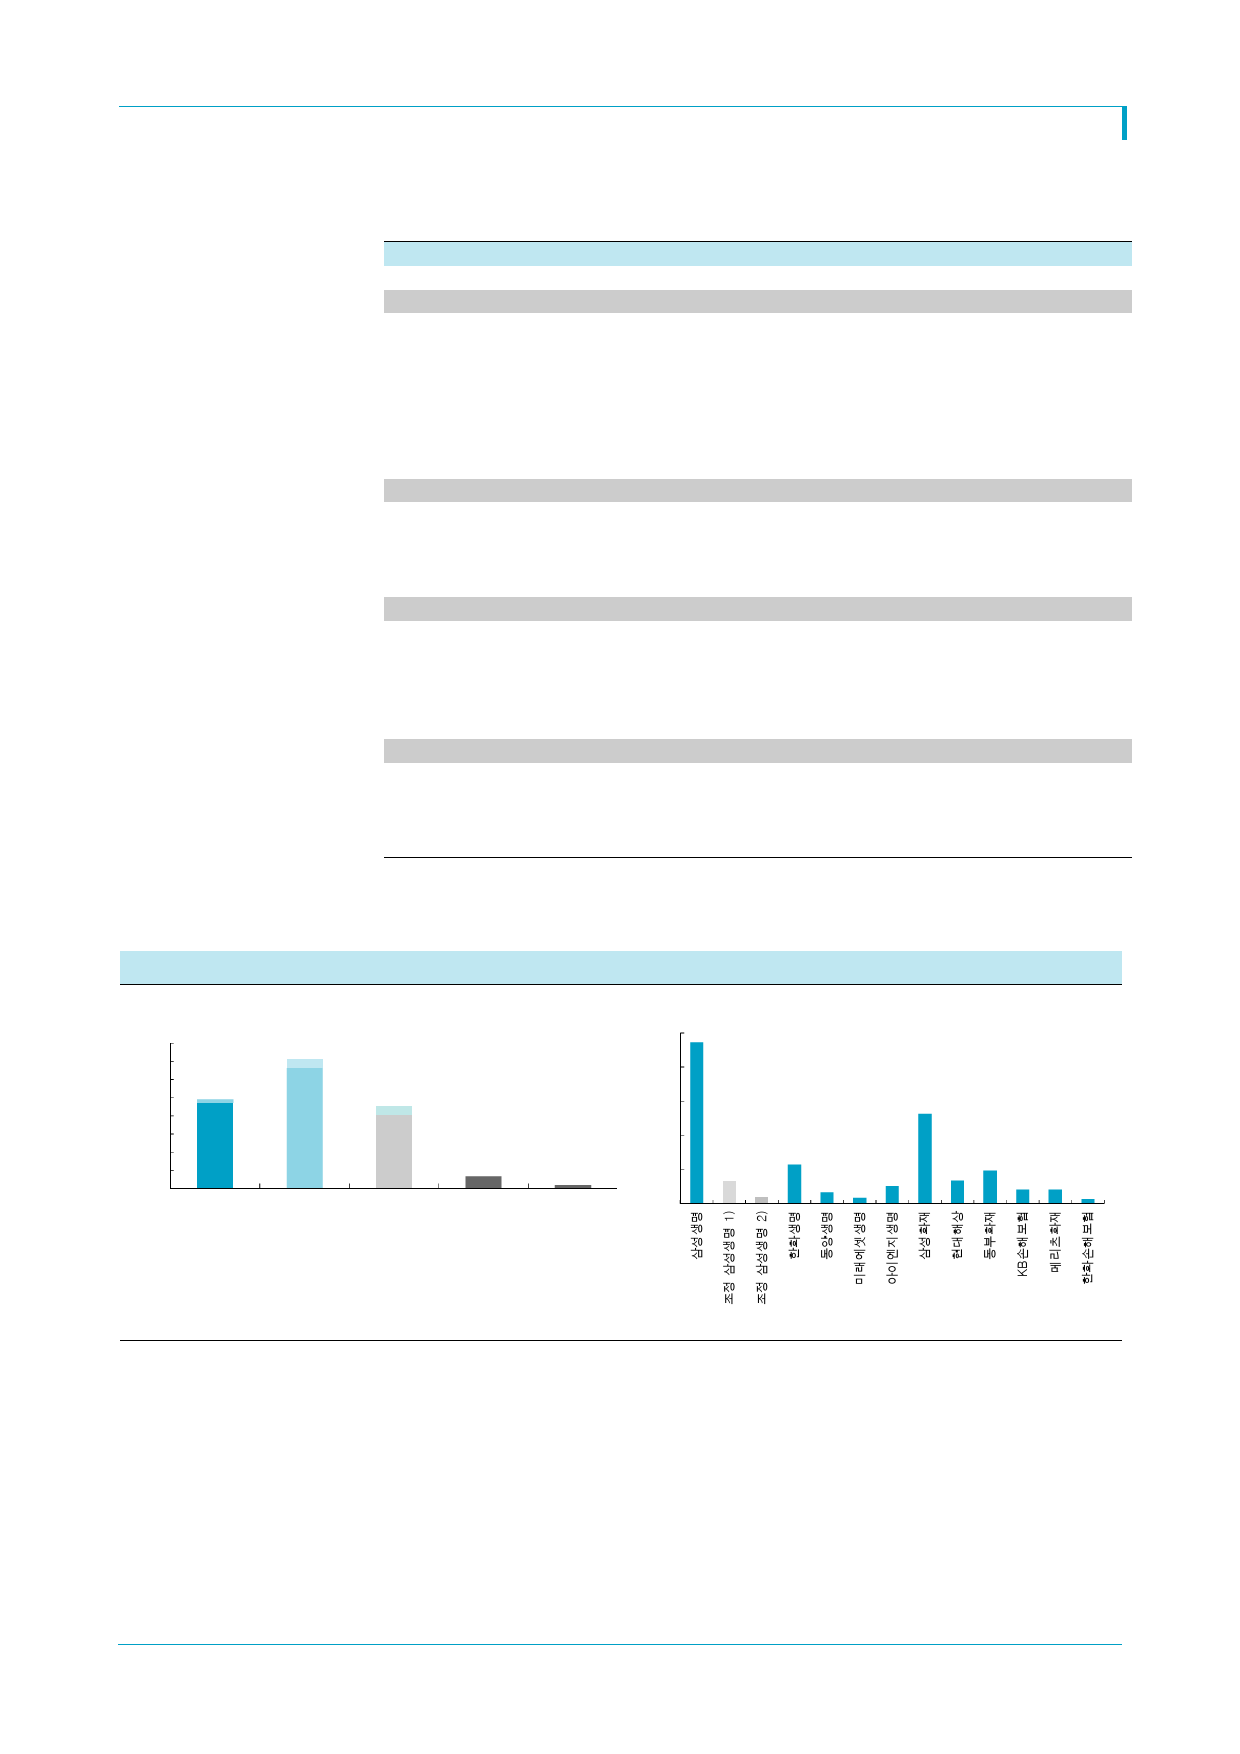 삼성생명
조정 삼성생명 1)
조정 삼성생명 2)
한화생명
동양생명
미래에셋생명
아이엔지생명
삼성화재
현대해상
동부화재
KB손해보험
메리츠화재
한화손해보험